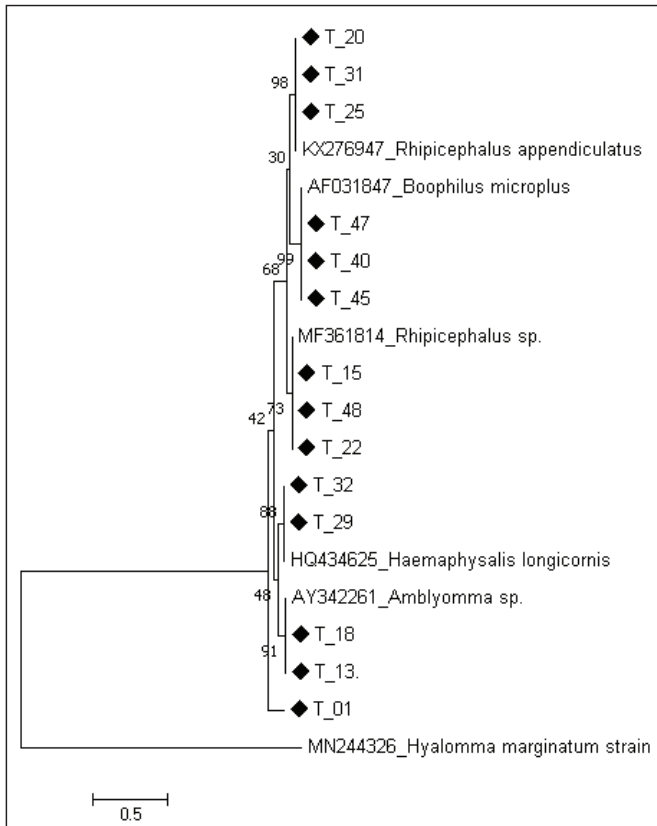 T_20
T_31
98
T_25
KX276947_Rhipicephalus appendiculatus
30
AF031847_Boophilus microplus
T_47
99
T_40
68
T_45
MF361814_Rhipicephalus sp.
T_15
73
T_48
42
T_22
T_32
88
T_29
HQ434625_Haemaphysalis longicornis
48
AY342261_Amblyomma sp.
T_18
91
T_13.
T_01
MN244326_Hyalomma marginatum strain
0.5